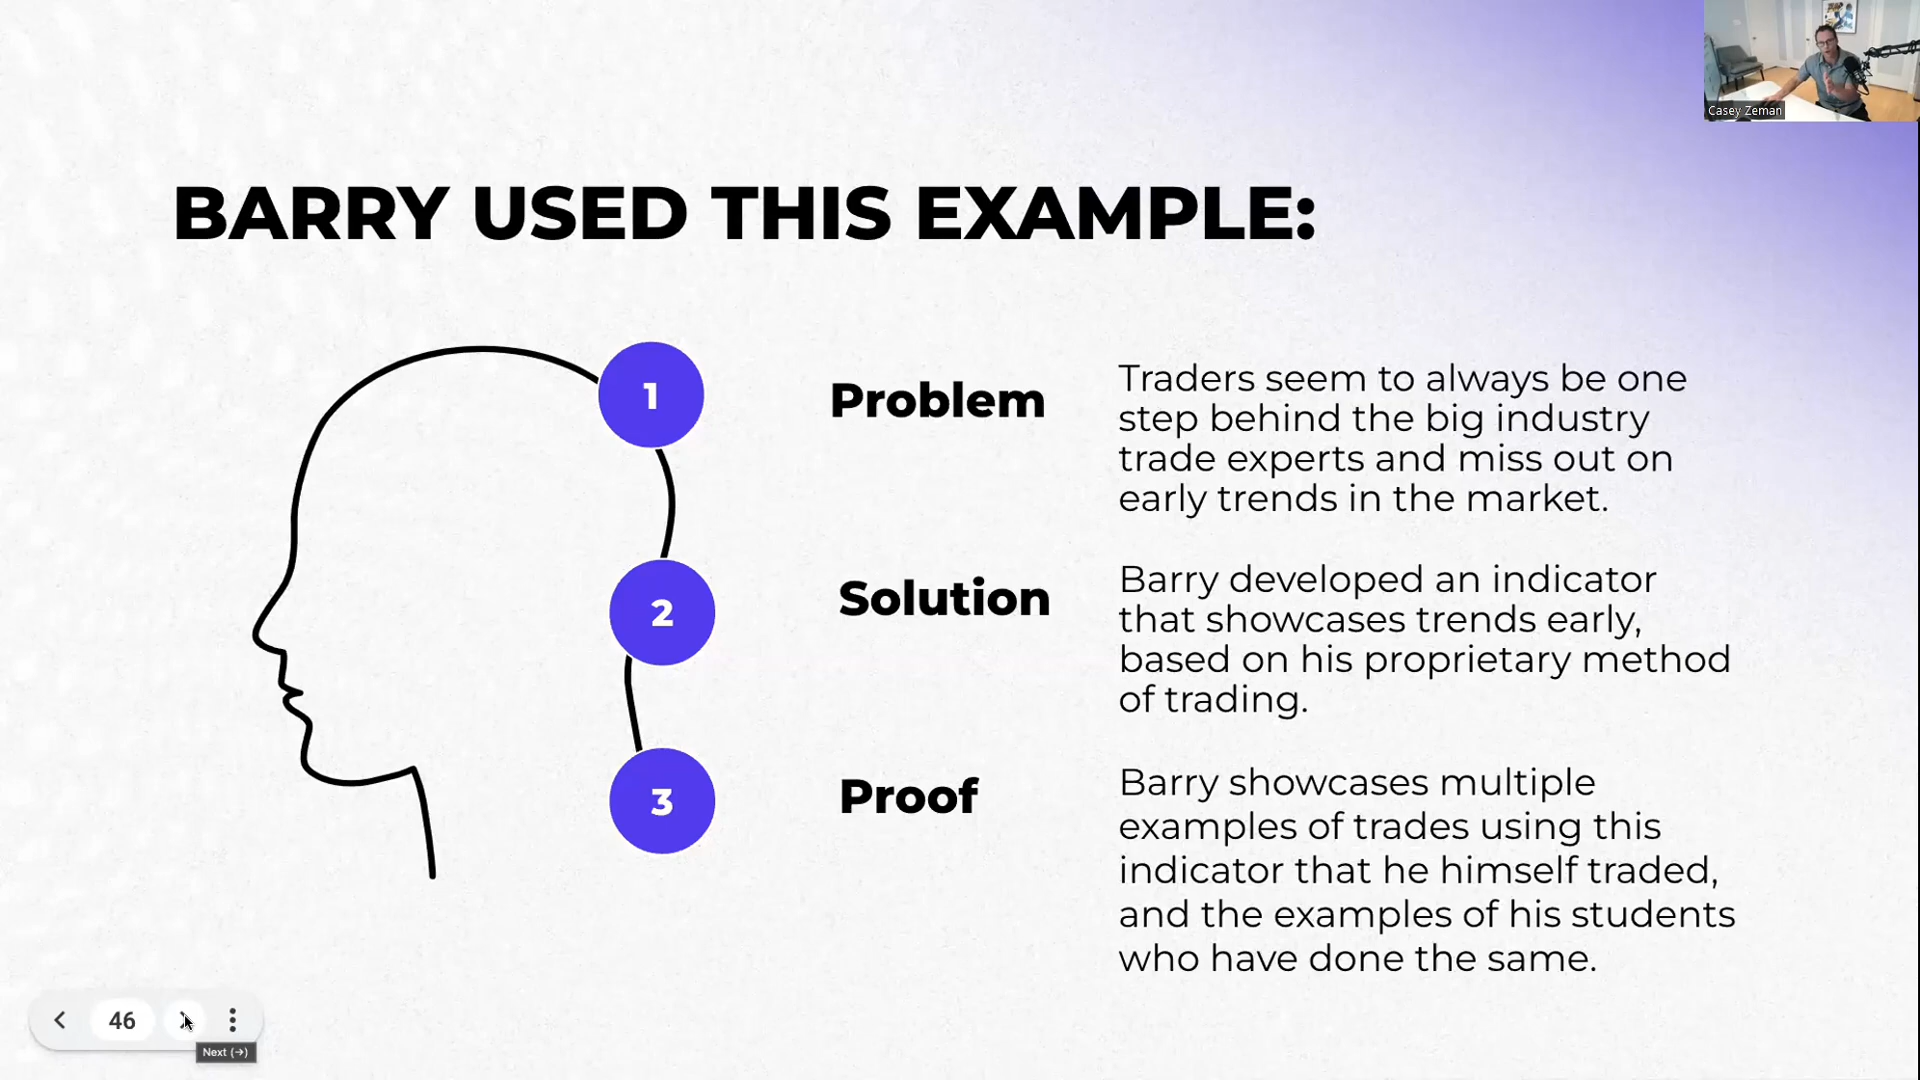 Casey Zeman
BARRY USED THIS EXAMPLE:
1
Problem
Traders seem to always be one
step behind the big industry
trade experts and miss out on
early trends in the market.
2
Solution
Barry developed an indicator
that showcases trends early,
based on his proprietary method
of trading.
3
Proof
Barry showcases multiple
examples of trades using this
indicator that he himself traded,
and the examples of his students
who have done the same.
46
Next (→)